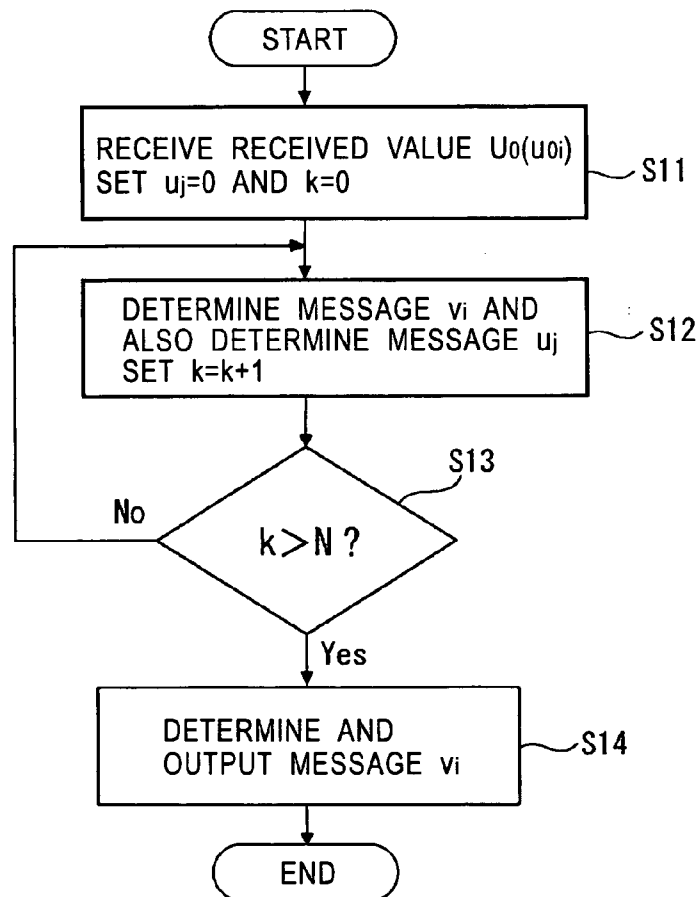 START
RECEIVE RECEIVED VALUE U0(u0i)
SET uj=0 AND k=0
S11
DETERMINE MESSAGE vi AND
ALSO DETERMINE MESSAGE uj
SET k=k+1
S12
S13
No
k>N?
Yes
DETERMINE AND
OUTPUT MESSAGE vi
S14
END